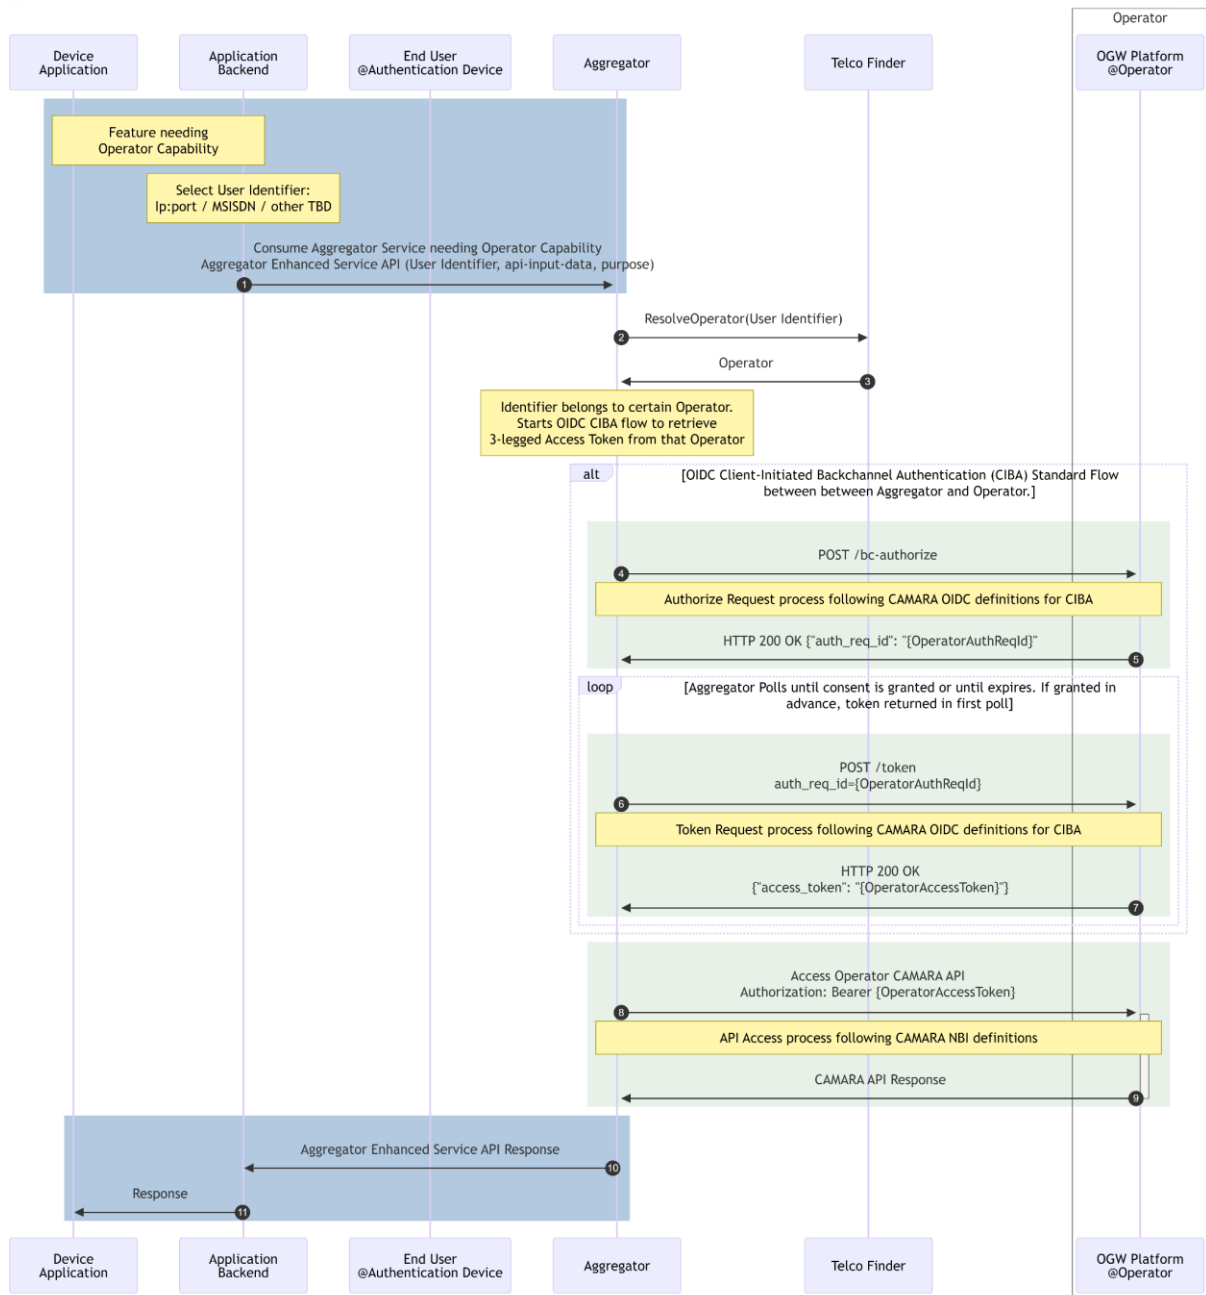 Operator
Device
Application
Application
Backend
End User
@Authentication Device
Aggregator
Telco Finder
OGW Platform
@Operator
Feature needing
Operator Capability
Select User Identifier:
Ip:port / MSISDN / other TBD
Consume Aggregator Service needing Operator Capability
Aggregator Enhanced Service API (User Identifier, api-input-data, purpose)
1
ResolveOperator(User Identifier)
2
Operator
3
Identifier belongs to certain Operator.
Starts OIDC CIBA flow to retrieve
3-legged Access Token from that Operator
alt
[OIDC Client-Initiated Backchannel Authentication (CIBA) Standard Flow
between between Aggregator and Operator.]
POST /bc-authorize
4
Authorize Request process following CAMARA OIDC definitions for CIBA
HTTP 200 OK {"auth_req_id": "{OperatorAuthReqId}"
5
loop
[Aggregator Polls until consent is granted or until expires. If granted in
advance, token returned in first poll]
POST /token
auth_req_id={OperatorAuthReqId}
6
Token Request process following CAMARA OIDC definitions for CIBA
HTTP 200 OK
{"access_token": "{OperatorAccessToken}"}
7
Access Operator CAMARA API
Authorization: Bearer {OperatorAccessToken}
8
API Access process following CAMARA NBI definitions
CAMARA API Response
9
Aggregator Enhanced Service API Response
10
Response
11
Device
Application
Application
Backend
End User
@Authentication Device
Aggregator
Telco Finder
OGW Platform
@Operator